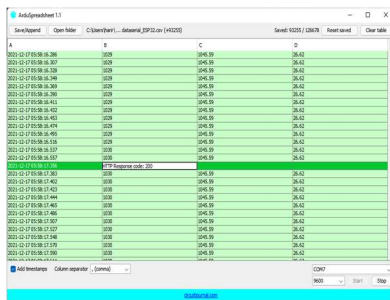 ArduSpreadsheet 1.1
Save/Append Open folder Saved: 93255 / 126678 Reset saved Clear table
A B C D
2021-12-17 05:58:16.286 1029 1045.59 26.62
2021-12-17 05:58:16.307 1029 1045.59 26.62
2021-12-17 05:58:16.328 1029 1045.59 26.62
2021-12-17 05:58:16.349 1029 1045.59 26.62
2021-12-17 05:58:16.369 1029 1045.59 26.62
2021-12-17 05:58:16.390 1029 1045.59 26.62
2021-12-17 05:58:16.411 1029 1045.59 26.62
2021-12-17 05:58:16.432 1029 1045.59 26.62
2021-12-17 05:58:16.453 1029 1045.59 26.62
2021-12-17 05:58:16.474 1029 1045.59 26.62
2021-12-17 05:58:16.495 1029 1045.59 26.62
2021-12-17 05:58:16.516 1029 1045.59 26.62
2021-12-17 05:58:16.537 1030 1045.59 26.62
2021-12-17 05:58:16.557 1030 1045.59 26.62
2021-12-17 05:58:17.356 HTTP Response code: 200
2021-12-17 05:58:17.383 1030 1045.59 26.62
2021-12-17 05:58:17.402 1030 1045.59 26.62
2021-12-17 05:58:17.423 1030 1045.59 26.62
2021-12-17 05:58:17.444 1030 1045.59 26.62
2021-12-17 05:58:17.465 1030 1045.59 26.62
2021-12-17 05:58:17.486 1030 1045.59 26.62
2021-12-17 05:58:17.507 1030 1045.59 26.62
2021-12-17 05:58:17.527 1030 1045.59 26.62
2021-12-17 05:58:17.548 1030 1045.59 26.62
2021-12-17 05:58:17.570 1030 1045.59 26.62
2021-12-17 05:58:17.590 1030 1045.59 26.62
Add timestamps Column separator , (comma) COM7
9600 Start Stop
circuitjournal.com